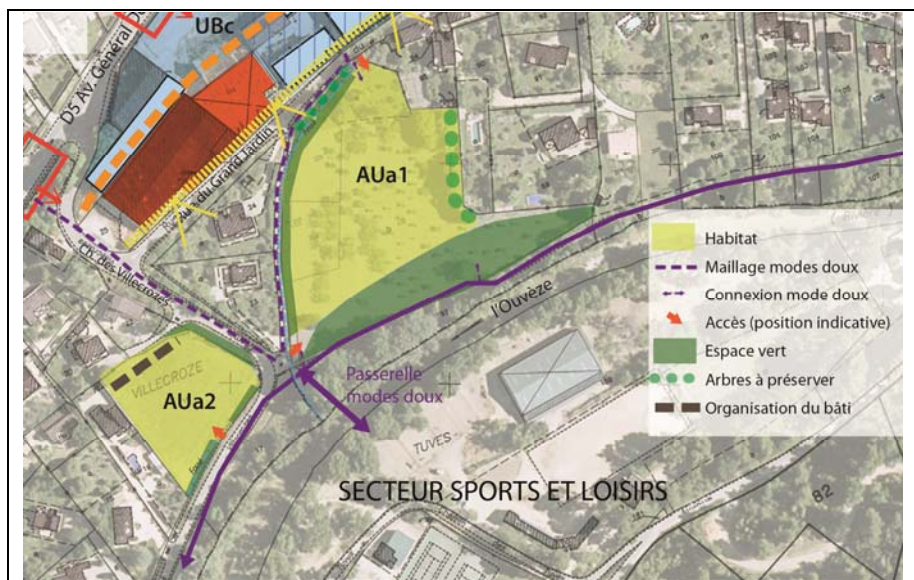 UBc
D5 Av. Général De
du Grand Jardin
AUa1
Ch. des Villecrozes
l'Ouvèze
Habitat
Maillage modes doux
Connexion mode doux
Accès (position indicative)
Espace vert
Arbres à préserver
Organisation du bâti
VILLECROZE
AUa2
Passerelle
modes doux
TUVES
SECTEUR SPORTS ET LOISIRS
82